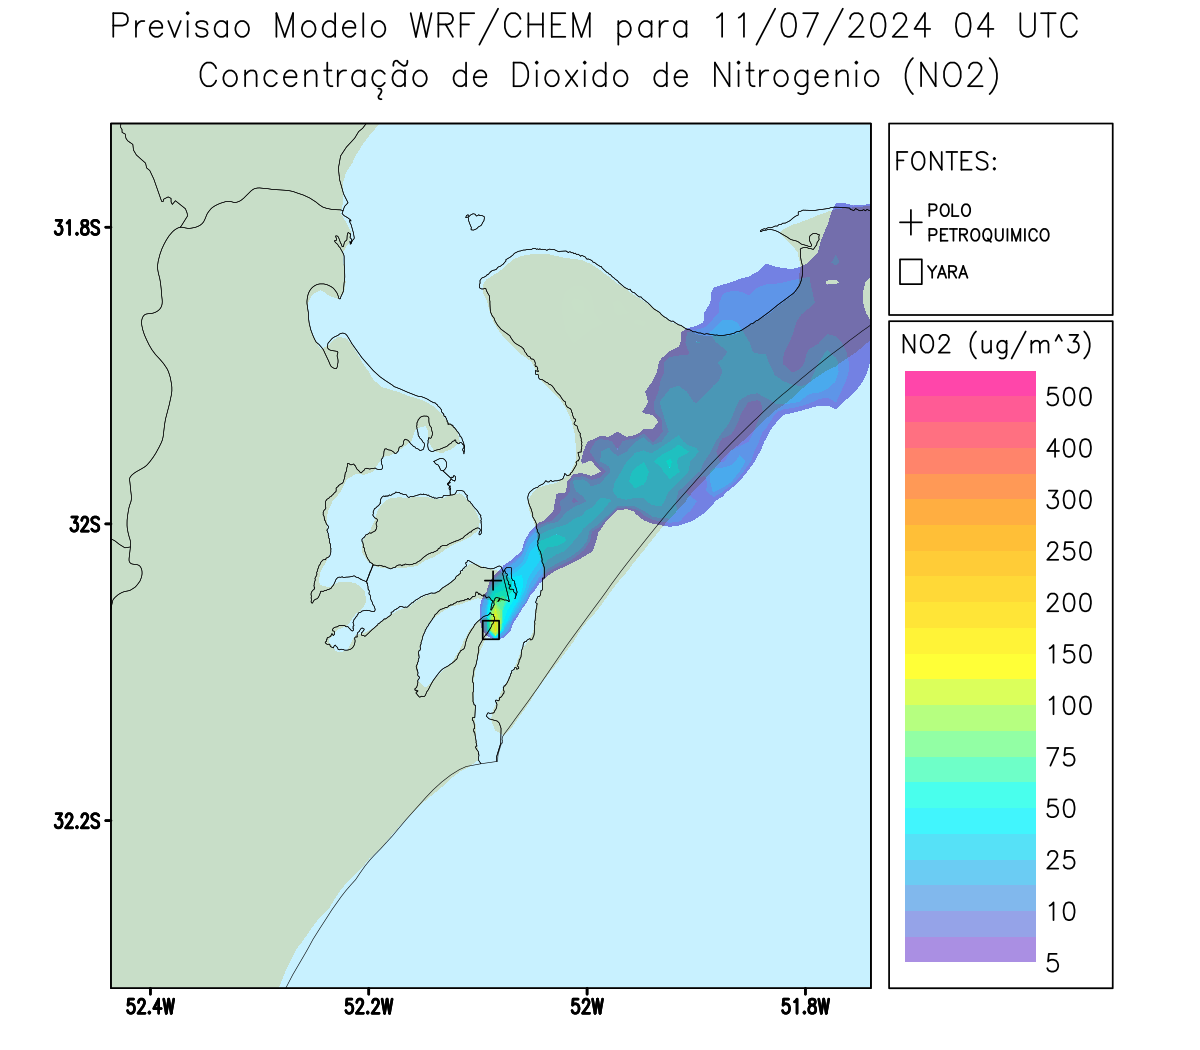 Previsao Modelo WRF/CHEM para 11/07/2024 04 UTC
Concentração de Dioxido de Nitrogenio (NO2)
FONTES:
POLO
PETROQUIMICO
YARA
NO2 (ug/m^3)
500
400
300
250
200
150
100
75
50
25
10
5
31.8S
32S
32.2S
52.4W
52.2W
52W
51.8W